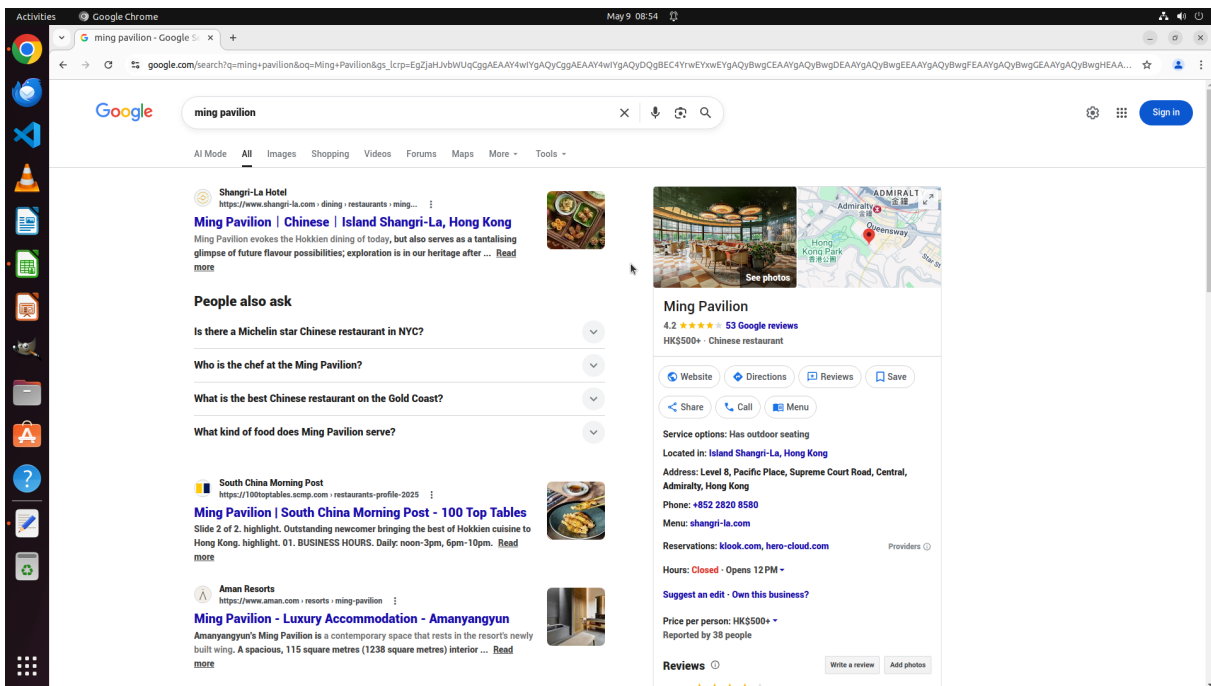 Activities
Google Chrome
May 9 08:54
ming pavilion - Google S
google.com/search?q=ming+pavilion&oq=Ming+Pavilion&gs_lcrp=EgZjaHJvbWUqCggAEAAY4wIYgAQyCggAEAAY4wIYgAQyDQgBEC4YrwEYxwEYgAQyBwgCEAAYgAQyBwgDEAAYgAQyBwgEEAAYgAQyBwgFEAAYgAQyBwgGEAAYgAQyBwgHEAA...
Google
ming pavilion
Sign in
AI Mode
All
Images
Shopping
Videos
Forums
Maps
More
Tools
Shangri-La Hotel
https://www.shangri-la.com › dining › restaurants › ming...
Ming Pavilion | Chinese | Island Shangri-La, Hong Kong
Ming Pavilion evokes the Hokkien dining of today, but also serves as a tantalising
glimpse of future flavour possibilities; exploration is in our heritage after ... Read
more
People also ask
Is there a Michelin star Chinese restaurant in NYC?
Who is the chef at the Ming Pavilion?
What is the best Chinese restaurant on the Gold Coast?
What kind of food does Ming Pavilion serve?
South China Morning Post
https://100toptables.scmp.com › restaurants-profile-2025
Ming Pavilion | South China Morning Post - 100 Top Tables
Slide 2 of 2. highlight. Outstanding newcomer bringing the best of Hokkien cuisine to
Hong Kong. highlight. 01. BUSINESS HOURS. Daily: noon-3pm, 6pm-10pm. Read
more
Aman Resorts
https://www.aman.com › resorts › ming-pavilion
Ming Pavilion - Luxury Accommodation - Amanyangyun
Amanyangyun's Ming Pavilion is a contemporary space that rests in the resort's newly
built wing. A spacious, 115 square metres (1238 square metres) interior ... Read
more
See photos
ADMIRALT
金鐘
Admiralty
金鐘
Queensway
Hong
Kong Park
香港公園
Star St
Ming Pavilion
4.2
53 Google reviews
HK$500+ · Chinese restaurant
Website
Directions
Reviews
Save
Share
Call
Menu
Service options: Has outdoor seating
Located in: Island Shangri-La, Hong Kong
Address: Level 8, Pacific Place, Supreme Court Road, Central,
Admiralty, Hong Kong
Phone: +852 2820 8580
Menu: shangri-la.com
Reservations: klook.com, hero-cloud.com
Providers
Hours: Closed · Opens 12 PM
Suggest an edit · Own this business?
Price per person: HK$500+
Reported by 38 people
Reviews
Write a review
Add photos